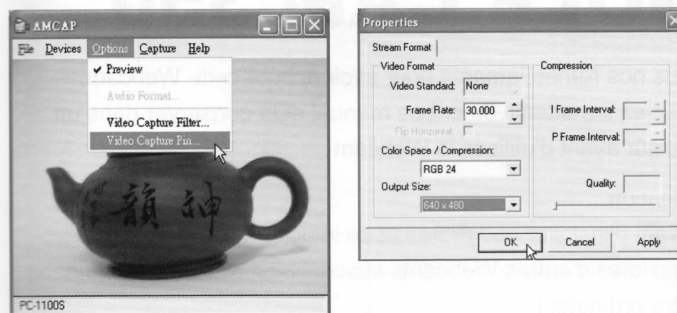 AMCAP
File Devices Options Capture Help
Preview
Audio Format...
Video Capture Filter...
Video Capture Pin...
神韻
PC-1100S
Properties
Stream Format
Video Format
Video Standard: None
Frame Rate: 30.000
Flip Horizontal:
Color Space / Compression:
RGB 24
Output Size:
640 x 480
Compression
I Frame Interval:
P Frame Interval:
Quality:
OK Cancel Apply